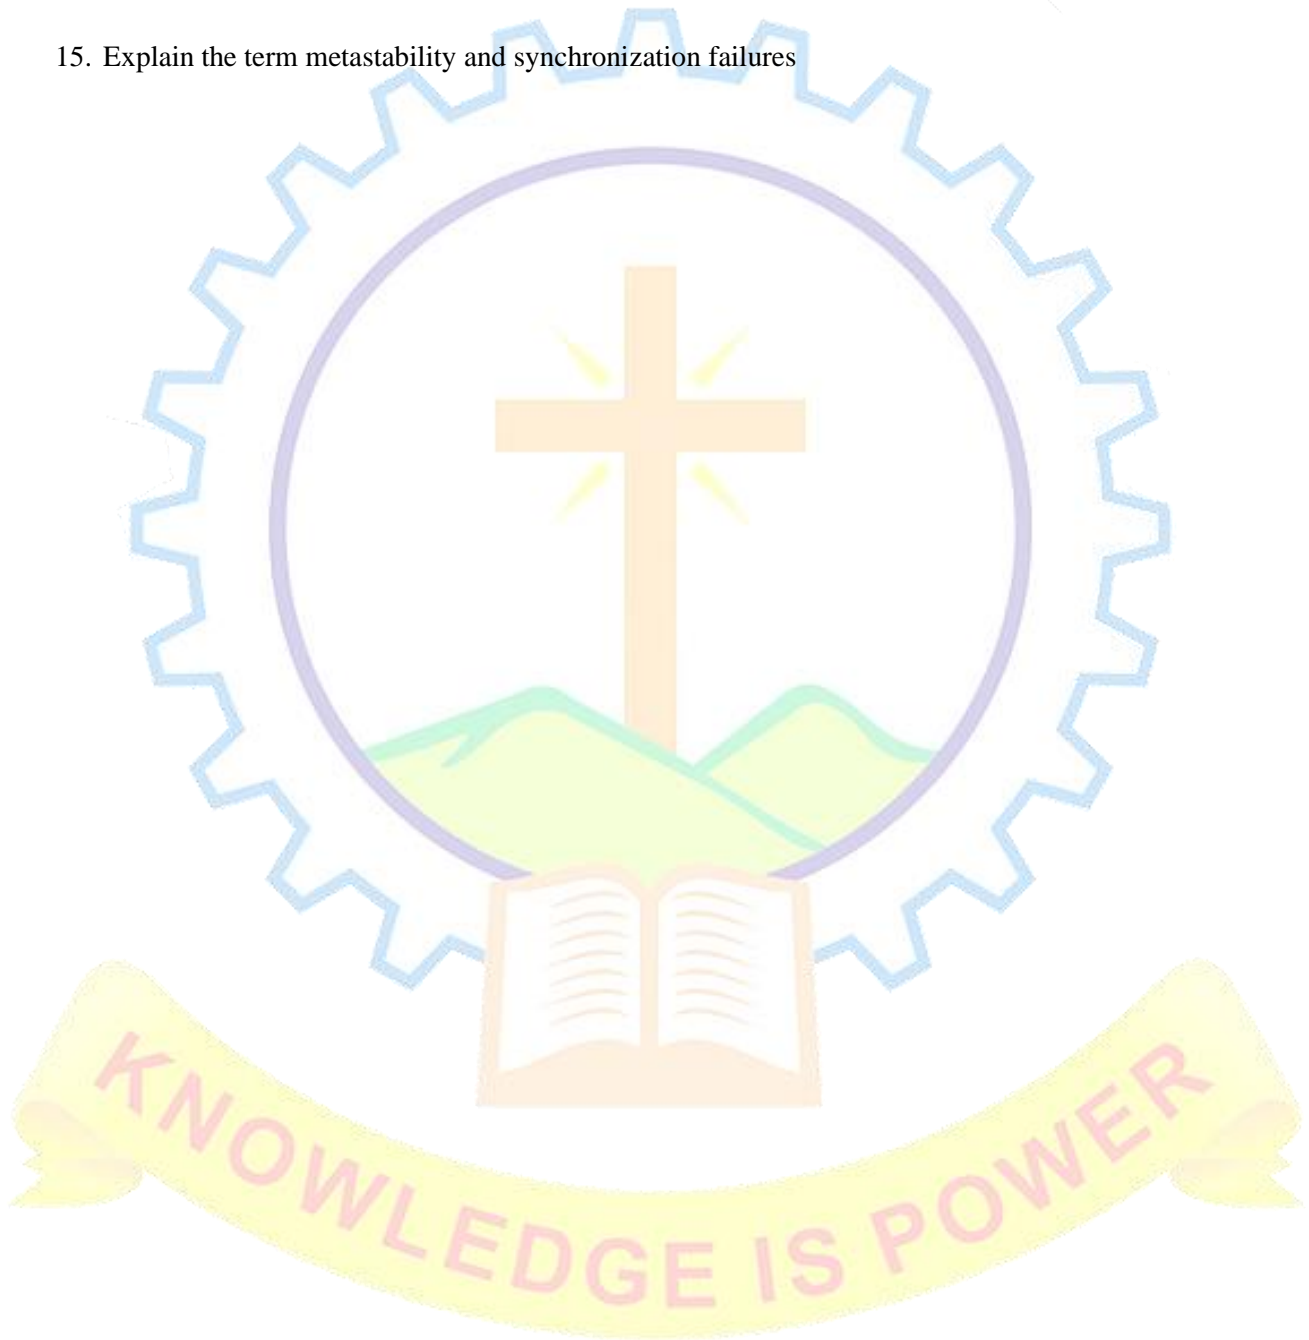 15. Explain the term metastability and synchronization failures
KNOWLEDGE IS POWER